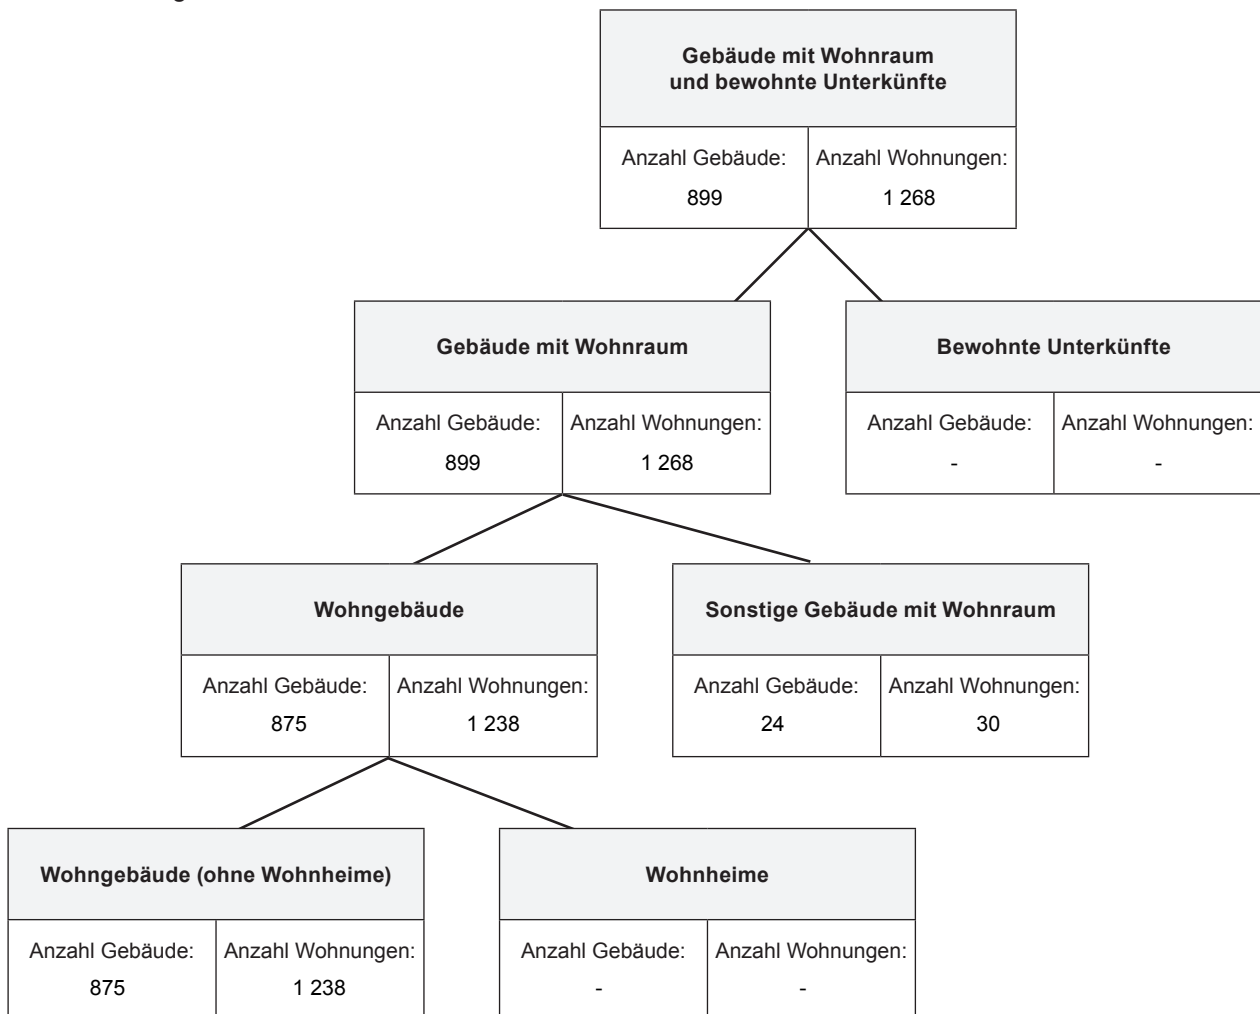 Gebäude mit Wohnraum
und bewohnte Unterkünfte
Anzahl Gebäude: Anzahl Wohnungen:
899 1 268
Gebäude mit Wohnraum
Anzahl Gebäude: Anzahl Wohnungen:
899 1 268
Bewohnte Unterkünfte
Anzahl Gebäude: Anzahl Wohnungen:
- -
Wohngebäude
Anzahl Gebäude: Anzahl Wohnungen:
875 1 238
Sonstige Gebäude mit Wohnraum
Anzahl Gebäude: Anzahl Wohnungen:
24 30
Wohngebäude (ohne Wohnheime)
Anzahl Gebäude: Anzahl Wohnungen:
875 1 238
Wohnheime
Anzahl Gebäude: Anzahl Wohnungen:
- -